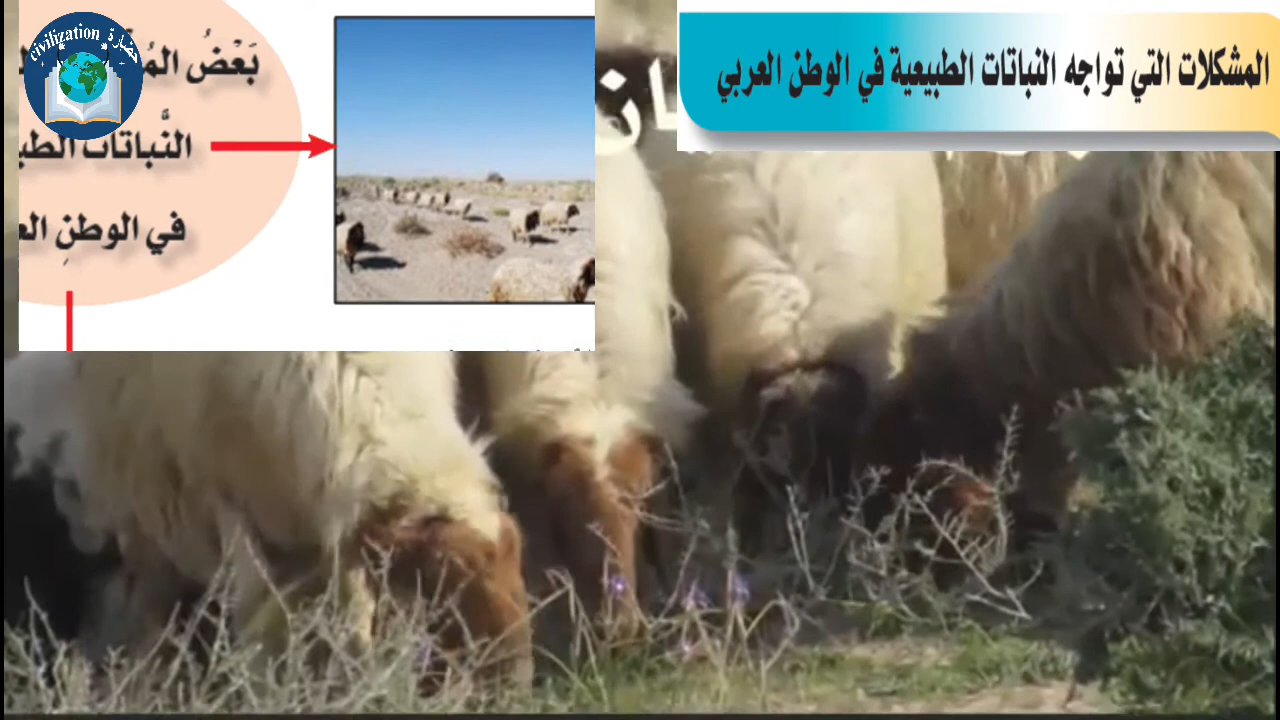 المشكلات التي تواجه النباتات الطبيعية في الوطن العربي
civilization حضارة
بَعْضُ
النَّباتات
في الوطنِ